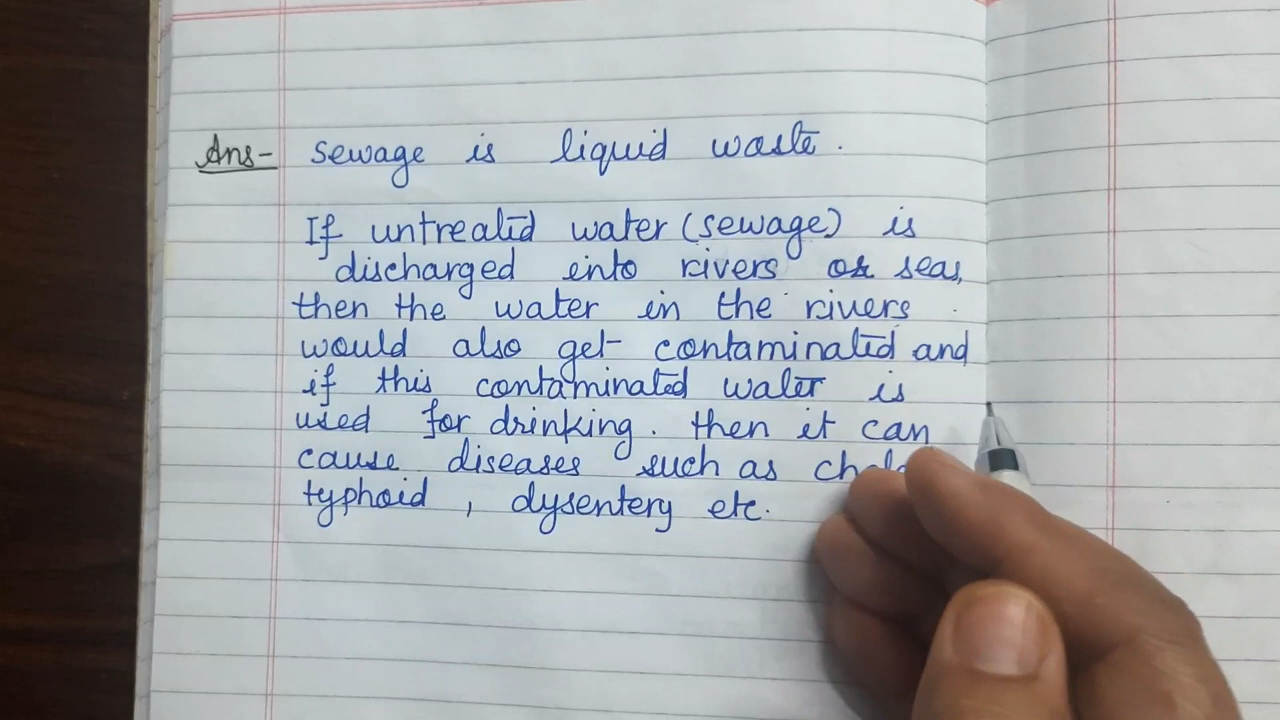 Ans- sewage is liquid waste.
If untreated water (sewage) is
discharged into rivers or seas,
then the water in the rivers
would also get contaminated and
if this contaminated water is
used for drinking. then it can
cause diseases such as
typhoid, dysentery etc.